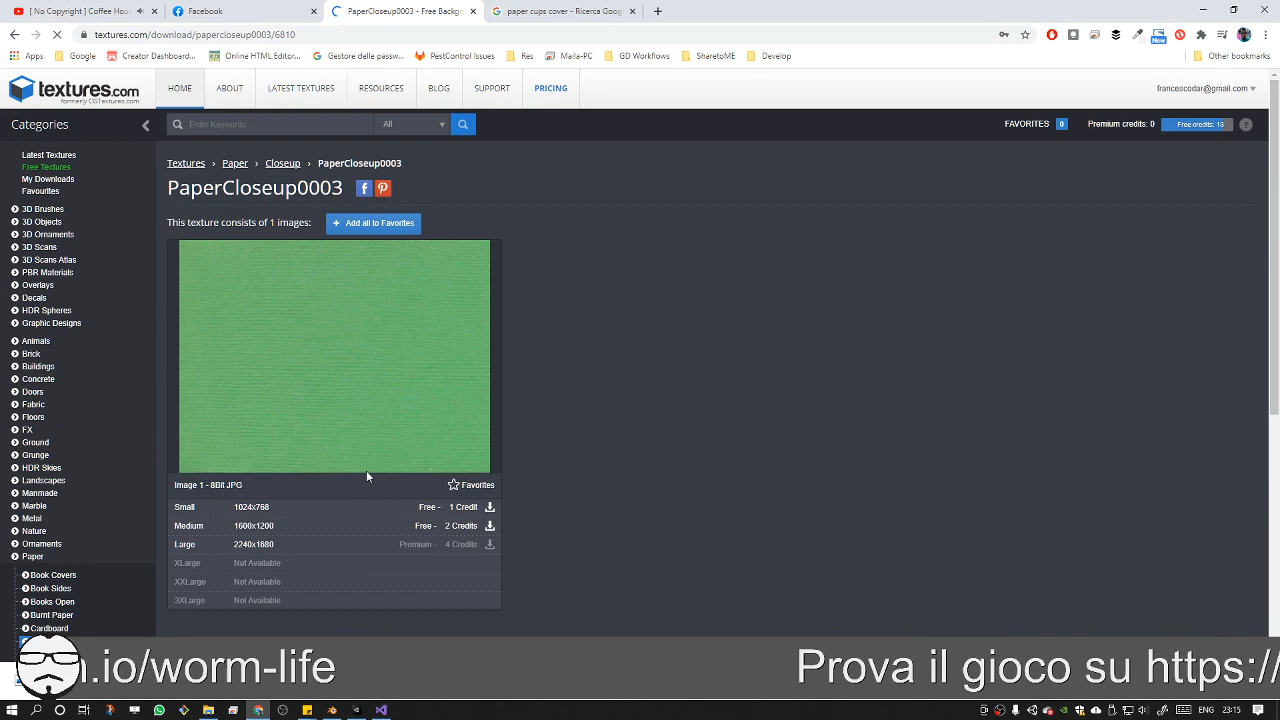 [ No Copyright ] Coffee Hou
Facebook
PaperCloseup0003 - Free Backgr
paper cups cover - Ricerca Goog
textures.com/download/papercloseup0003/6810
New
Apps
Google
Creator Dashboard...
Online HTML Editor...
Gestore delle passw...
PestControl Issues
Res
Maila-PC
GD Workflows
SharetoME
Develop
Other bookmarks
textures.com
formerly CGTextures.com
HOME
ABOUT
LATEST TEXTURES
RESOURCES
BLOG
SUPPORT
PRICING
francescodar@gmail.com
Categories
Enter Keywords...
All
FAVORITES 0
Premium credits: 0
Free credits: 13
?
Latest Textures
Free Textures
My Downloads
Favourites
3D Brushes
3D Objects
3D Ornaments
3D Scans
3D Scans Atlas
PBR Materials
Overlays
Decals
HDR Spheres
Graphic Designs
Animals
Brick
Buildings
Concrete
Doors
Fabric
Floors
FX
Ground
Grunge
HDR Skies
Landscapes
Manmade
Marble
Metal
Nature
Ornaments
Paper
Book Covers
Book Sides
Books Open
Burnt Paper
Cardboard
Textures > Paper > Closeup > PaperCloseup0003
PaperCloseup0003
This texture consists of 1 images:
+ Add all to Favorites
Image 1 - 8Bit JPG
Favorites
Small 1024x768 Free - 1 Credit
Medium 1600x1200 Free - 2 Credits
Large 2240x1680 Premium - 4 Credits
XLarge Not Available
XXLarge Not Available
3XLarge Not Available
h.io/worm-life
Prova il gioco su https://
ENG
23:15